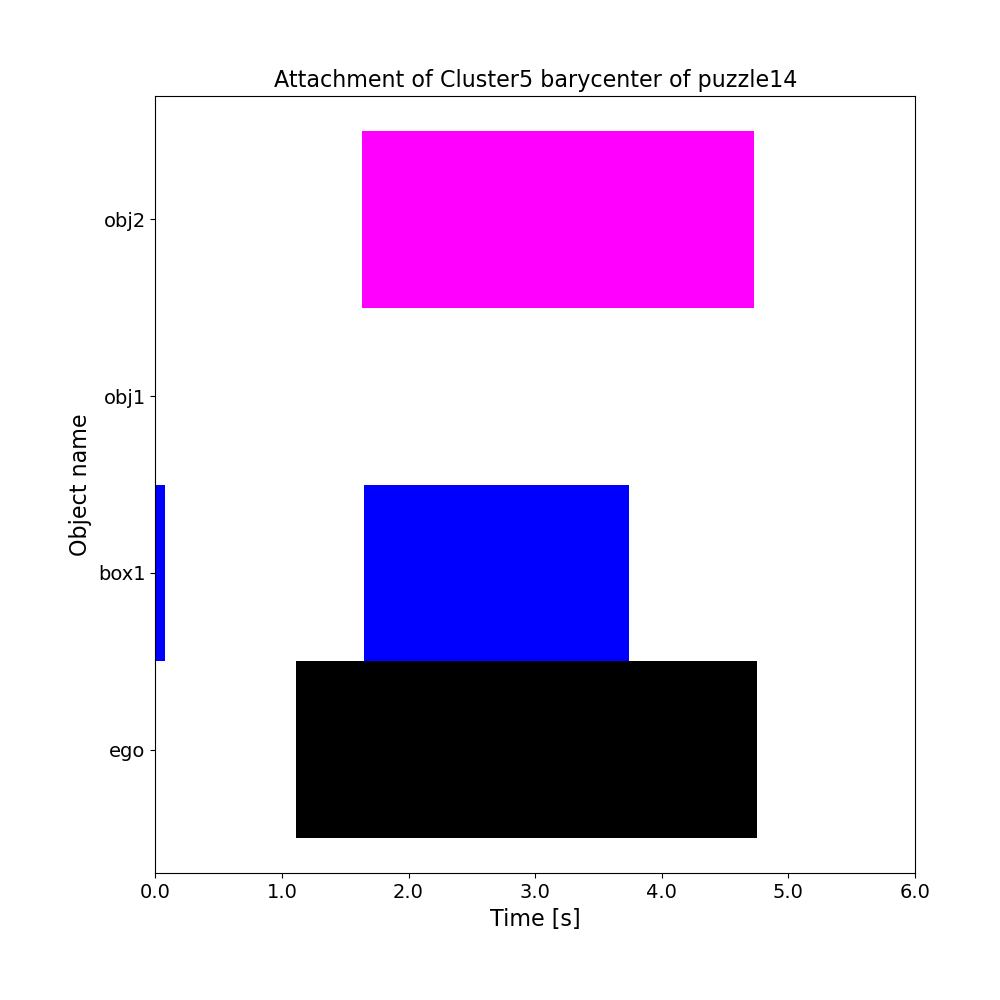 Attachment of Cluster5 barycenter of puzzle14
obj2
obj1
box1
ego
Object name
0.0 1.0 2.0 3.0 4.0 5.0 6.0
Time [s]